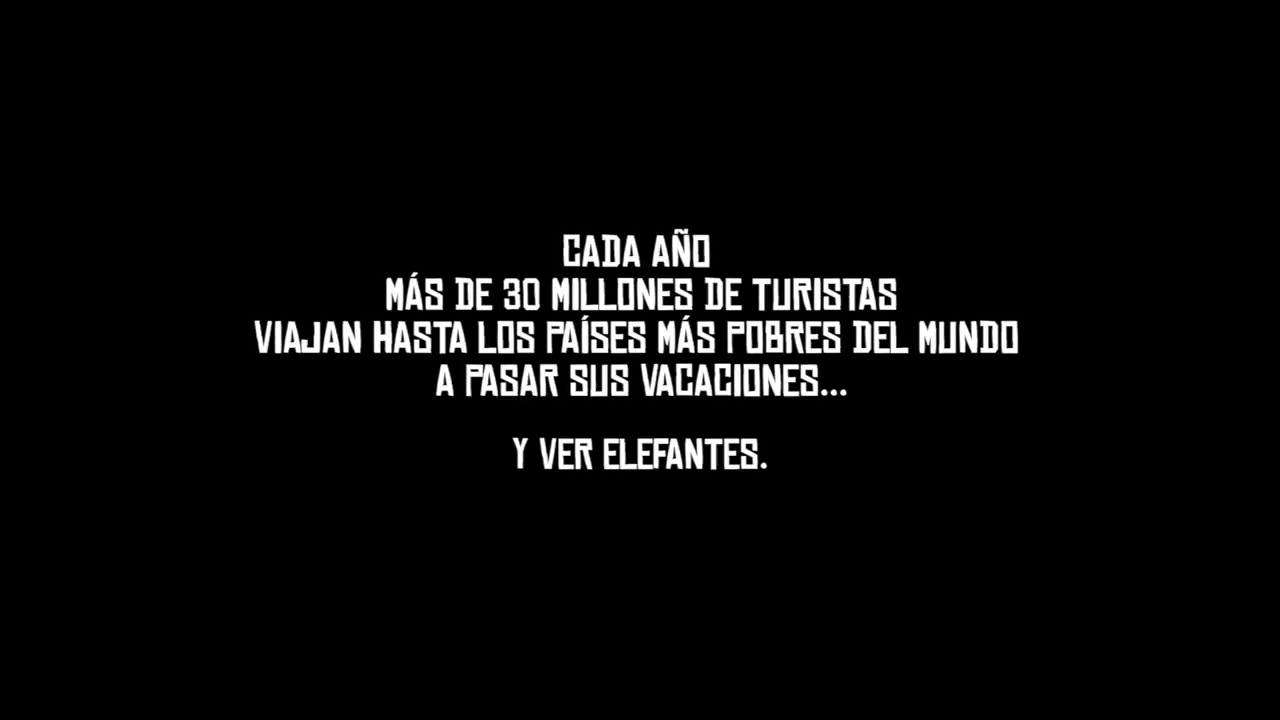 CADA AÑO
MÁS DE 30 MILLONES DE TURISTAS
VIAJAN HASTA LOS PAÍSES MÁS POBRES DEL MUNDO
A PASAR SUS VACACIONES...
Y VER ELEFANTES.